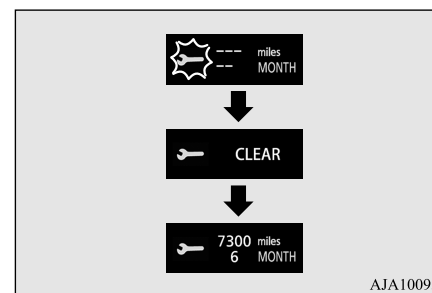 --- miles
-- MONTH
CLEAR
7300 miles
6 MONTH
AJA1009